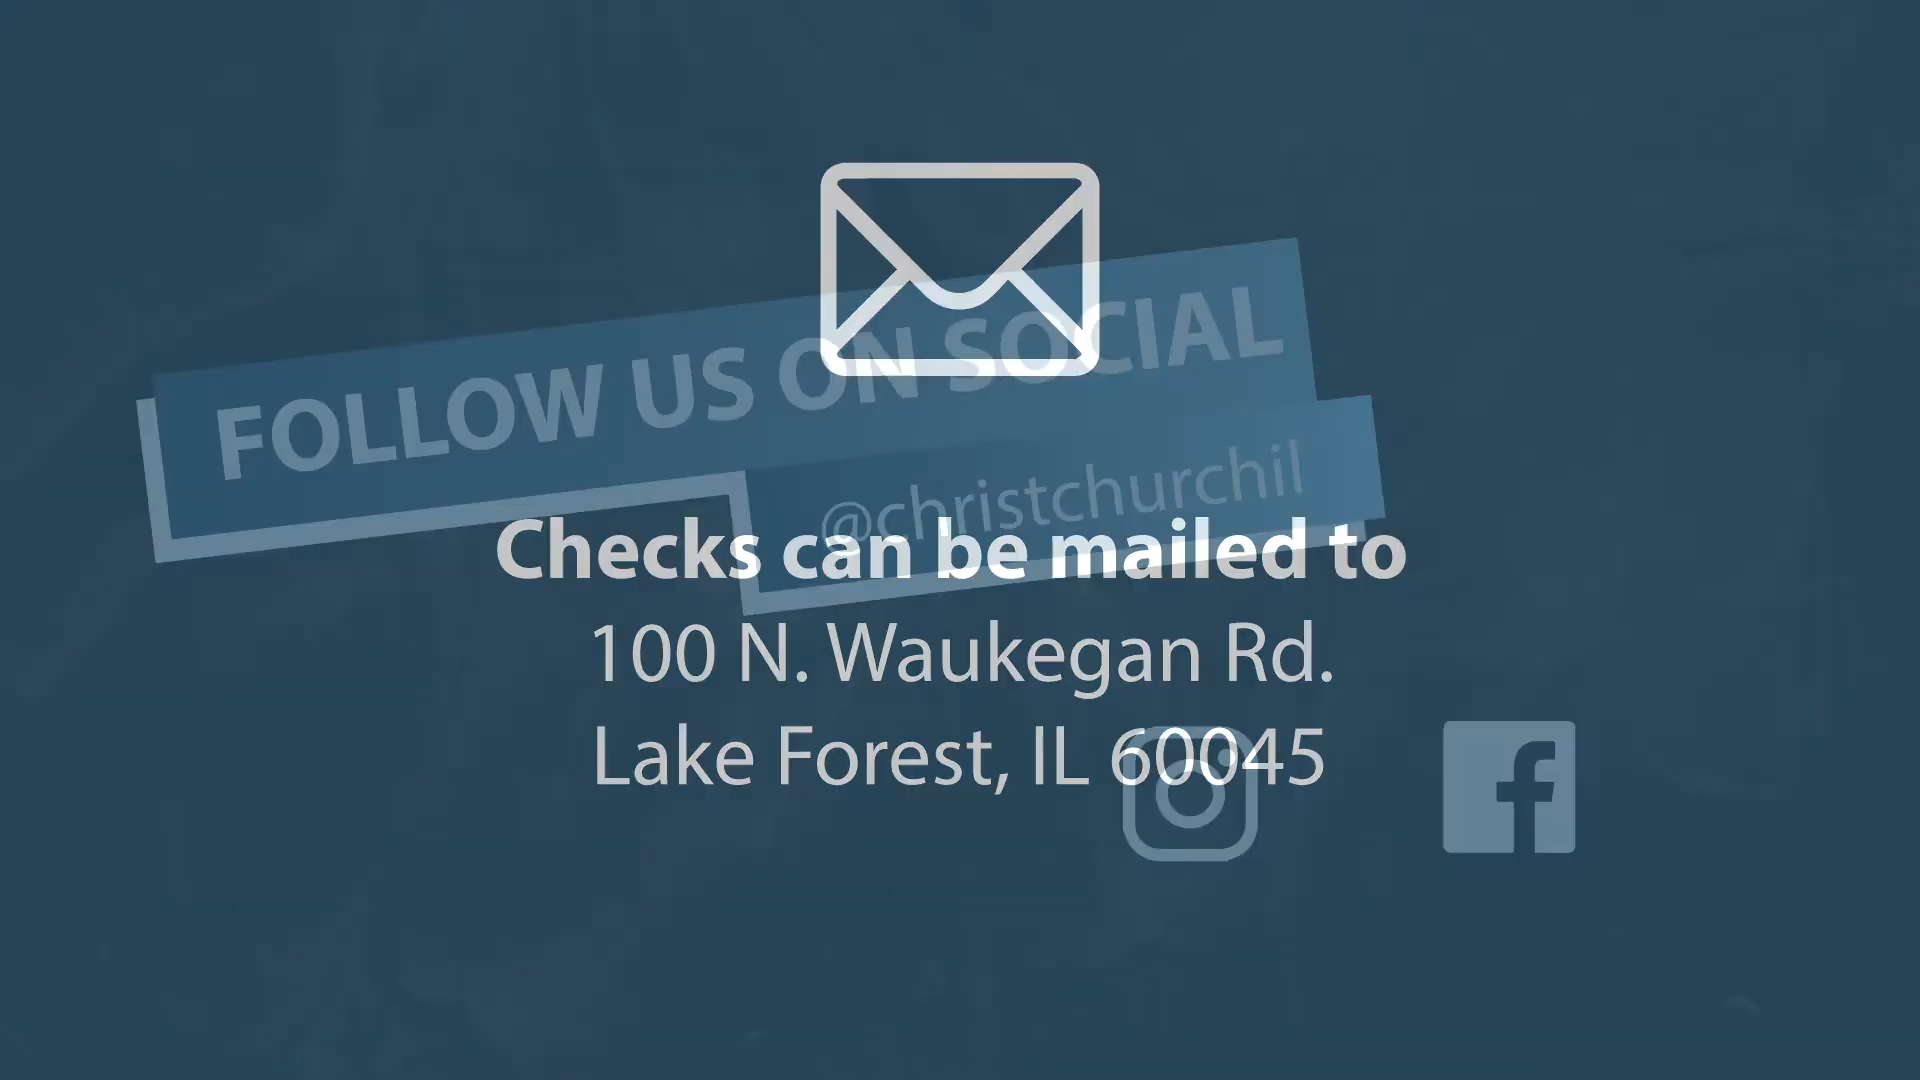 FOLLOW US ON SOCIAL
@christchurchil
Checks can be mailed to
100 N. Waukegan Rd.
Lake Forest, IL 60045